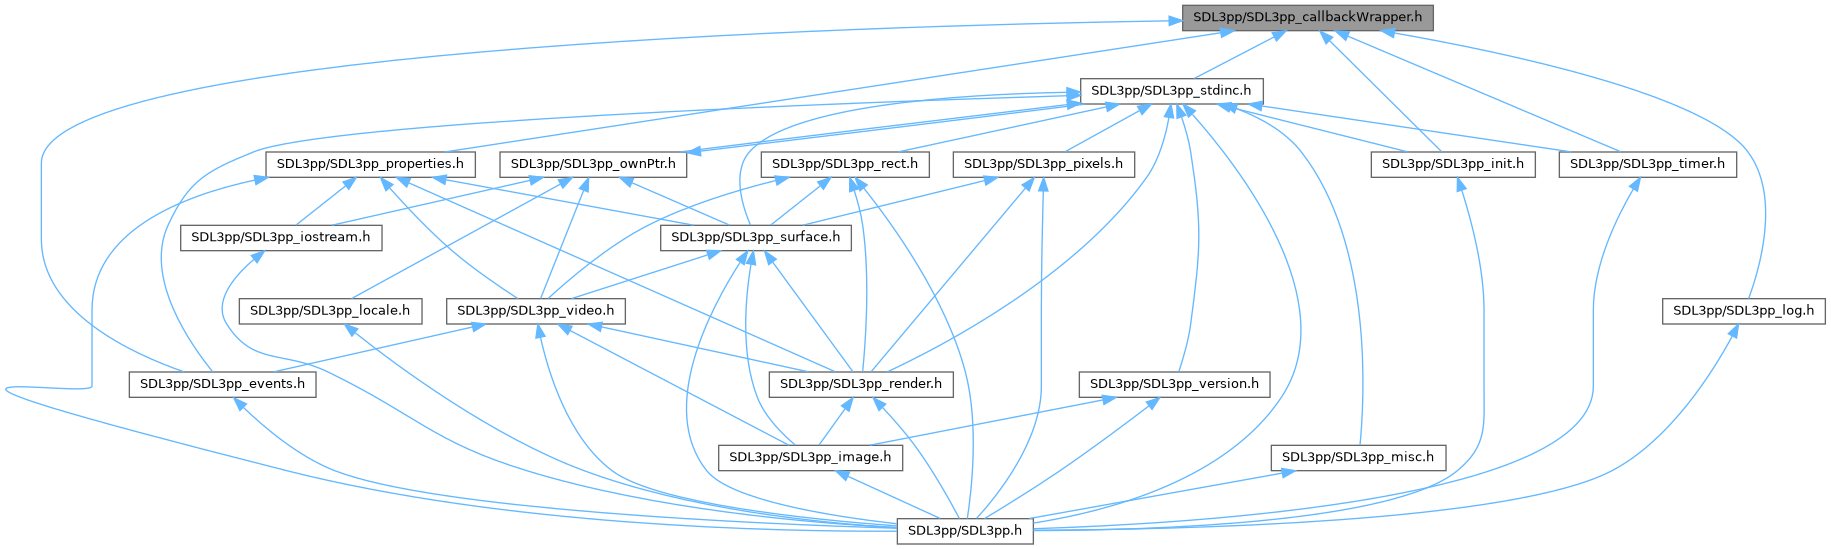 SDL3pp/SDL3pp_callbackWrapper.h
SDL3pp/SDL3pp_stdinc.h
SDL3pp/SDL3pp_properties.h
SDL3pp/SDL3pp_ownPtr.h
SDL3pp/SDL3pp_rect.h
SDL3pp/SDL3pp_pixels.h
SDL3pp/SDL3pp_init.h
SDL3pp/SDL3pp_timer.h
SDL3pp/SDL3pp_iostream.h
SDL3pp/SDL3pp_surface.h
SDL3pp/SDL3pp_locale.h
SDL3pp/SDL3pp_video.h
SDL3pp/SDL3pp_log.h
SDL3pp/SDL3pp_events.h
SDL3pp/SDL3pp_render.h
SDL3pp/SDL3pp_version.h
SDL3pp/SDL3pp_image.h
SDL3pp/SDL3pp_misc.h
SDL3pp/SDL3pp.h